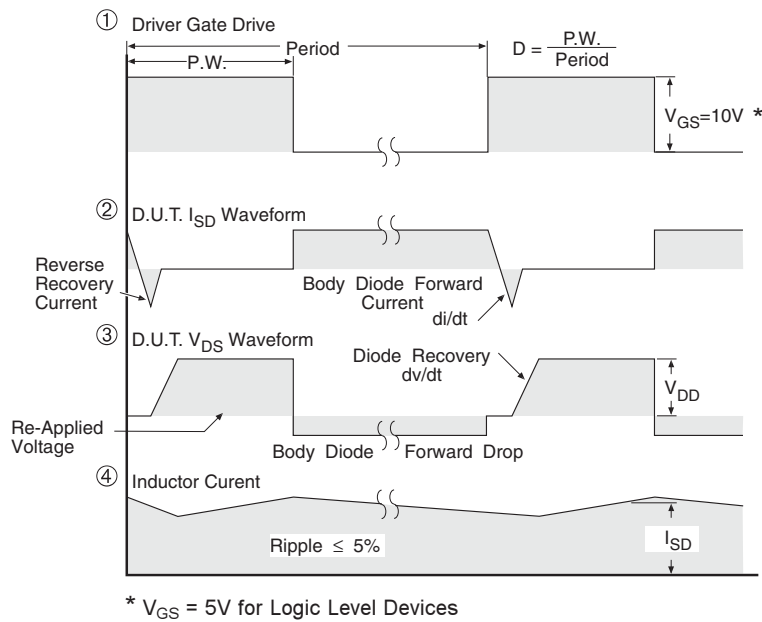 ① Driver Gate Drive
Period
P.W.
D = P.W. / Period
V_GS=10V *
② D.U.T. I_SD Waveform
Reverse
Recovery
Current
Body Diode Forward
Current
di/dt
③ D.U.T. V_DS Waveform
Diode Recovery
dv/dt
V_DD
Re-Applied
Voltage
Body Diode Forward Drop
④ Inductor Curent
Ripple ≤ 5%
I_SD
* V_GS = 5V for Logic Level Devices